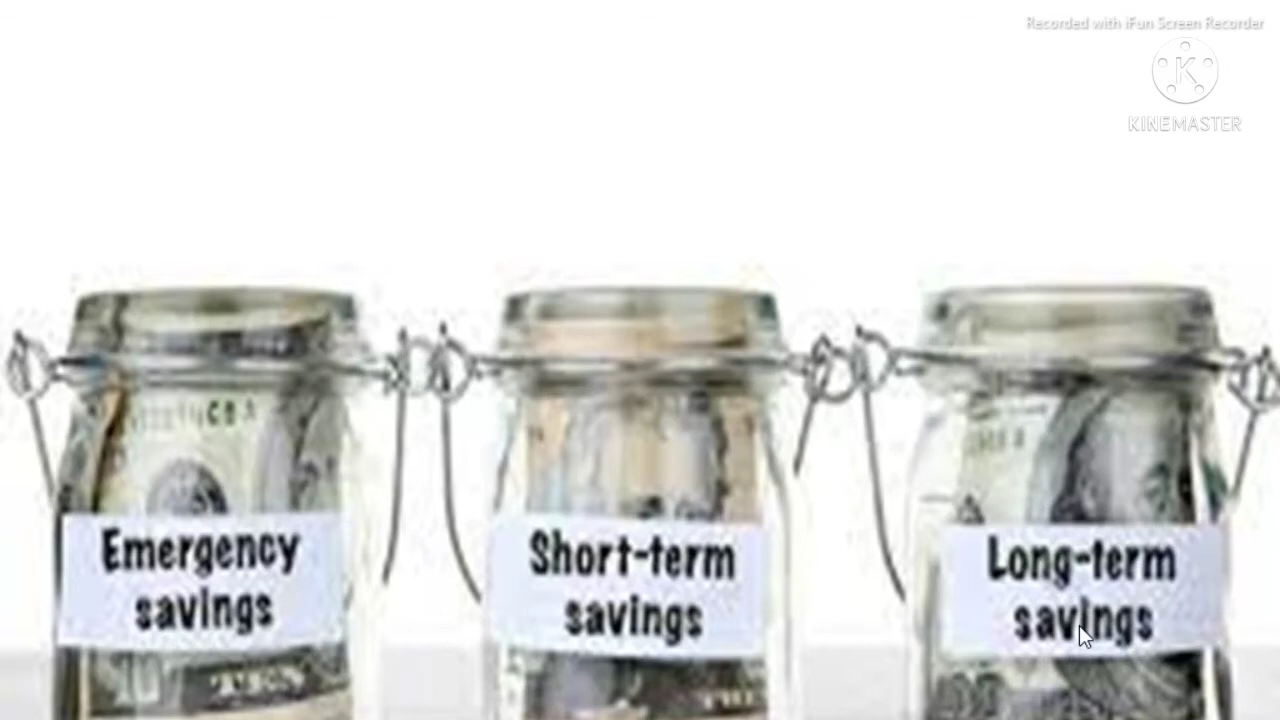 Recorded with iFun Screen Recorder
KINEMASTER
Emergency
savings
Short-term
savings
Long-term
savings